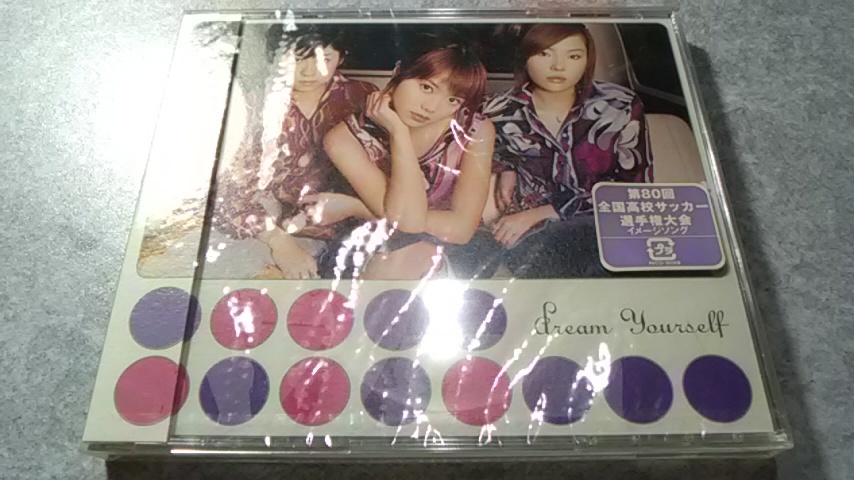 第80回
全国高校サッカー
選手権大会
イメージソング
dream Yourself